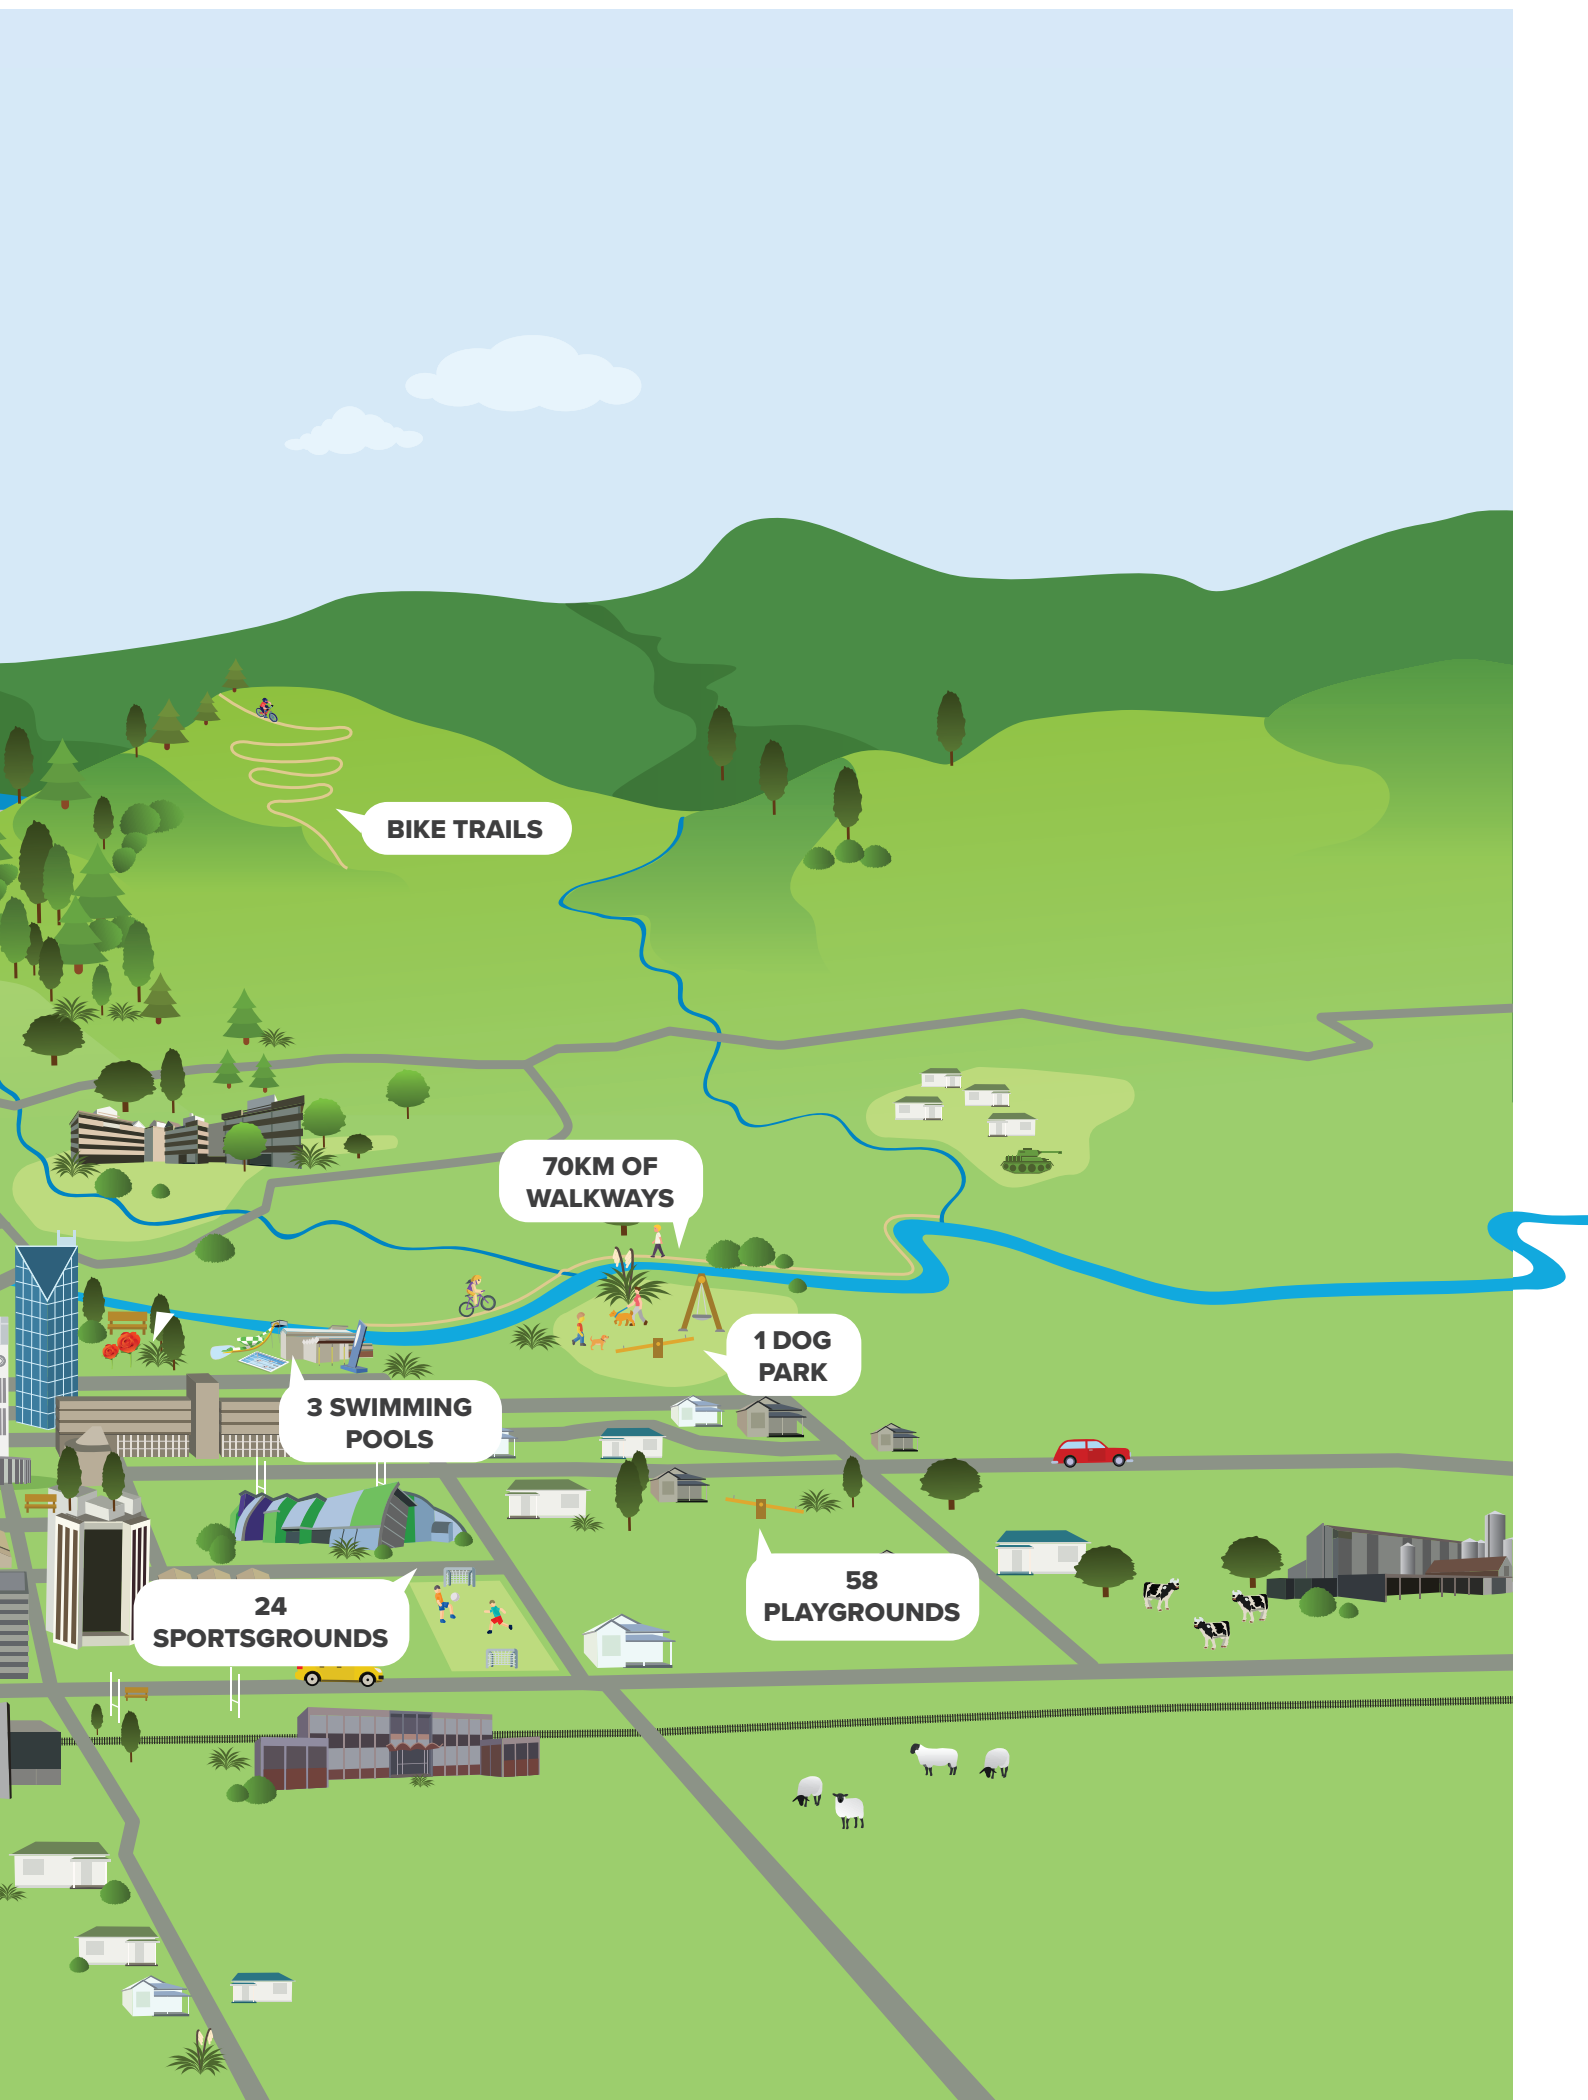 BIKE TRAILS
70KM OF
WALKWAYS
1 DOG
PARK
3 SWIMMING
POOLS
58
PLAYGROUNDS
24
SPORTSGROUNDS